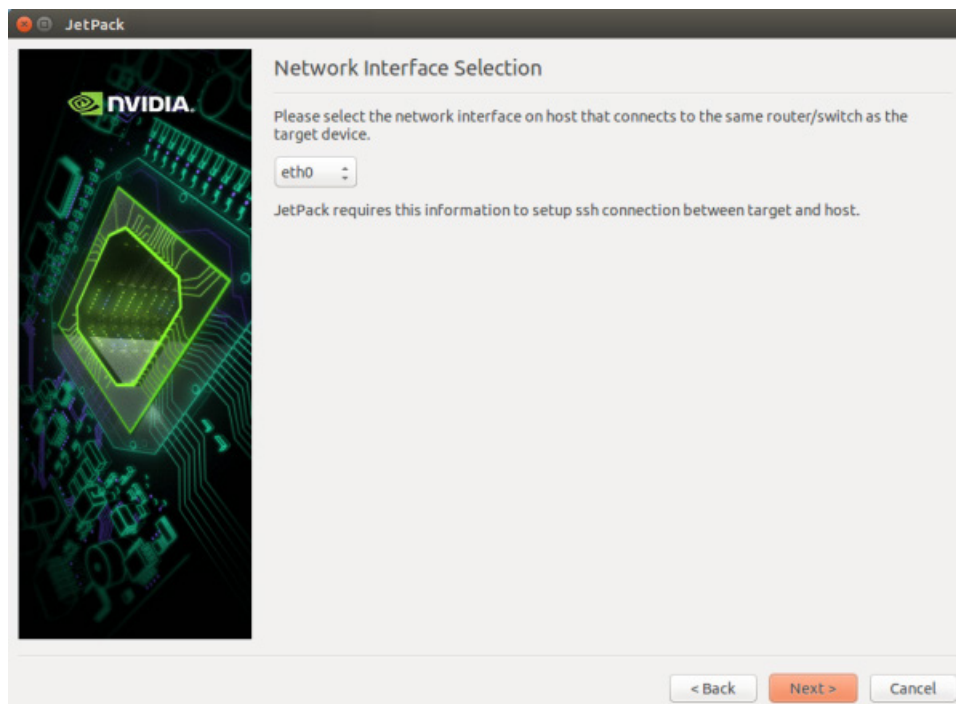 JetPack
NVIDIA.
Network Interface Selection
Please select the network interface on host that connects to the same router/switch as the
target device.
eth0
JetPack requires this information to setup ssh connection between target and host.
< Back
Next >
Cancel